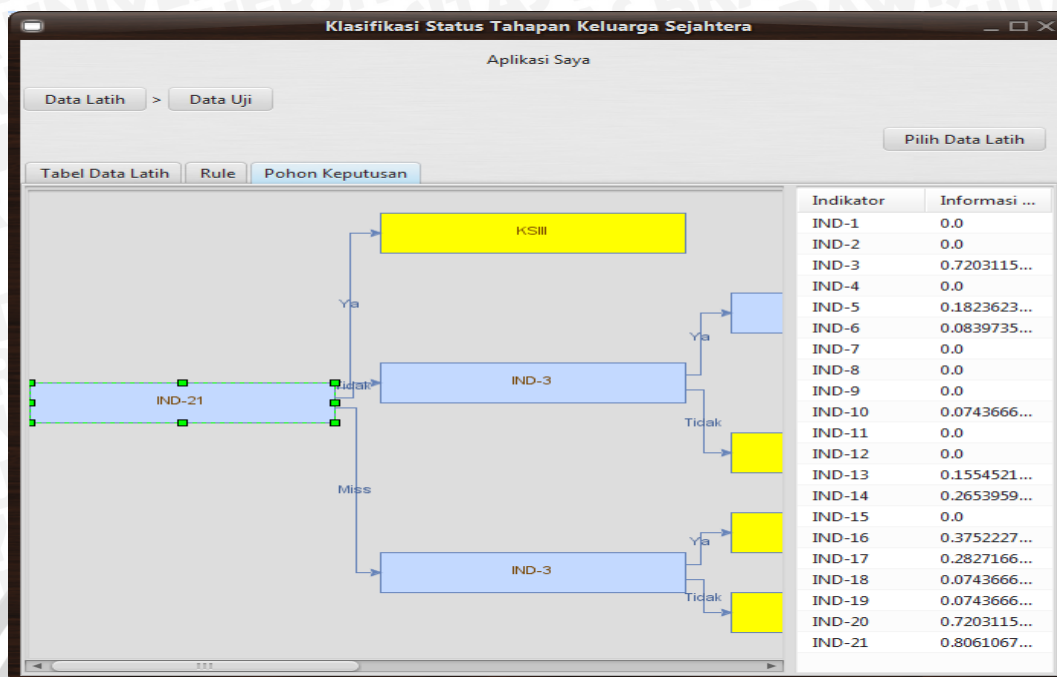 Klasifikasi Status Tahapan Keluarga Sejahtera
Aplikasi Saya
Data Latih > Data Uji
Pilih Data Latih
Tabel Data Latih Rule Pohon Keputusan
KSIII
Ya
Ya
Tidak
IND-3
IND-21
Tidak
Miss
Ya
IND-3
Tidak
Indikator Informasi ...
IND-1 0.0
IND-2 0.0
IND-3 0.7203115...
IND-4 0.0
IND-5 0.1823623...
IND-6 0.0839735...
IND-7 0.0
IND-8 0.0
IND-9 0.0
IND-10 0.0743666...
IND-11 0.0
IND-12 0.0
IND-13 0.1554521...
IND-14 0.2653959...
IND-15 0.0
IND-16 0.3752227...
IND-17 0.2827166...
IND-18 0.0743666...
IND-19 0.0743666...
IND-20 0.7203115...
IND-21 0.8061067...